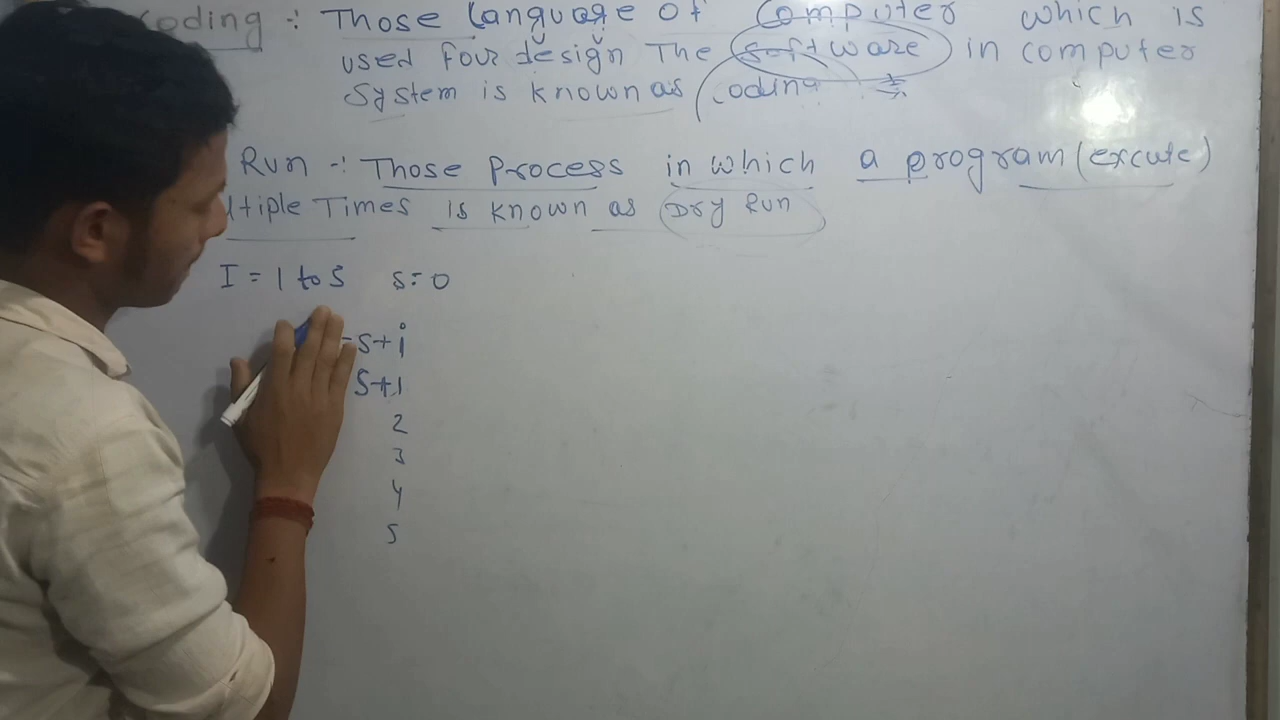 Coding :- Those language of Computer which is
used four design The software in computer
System is known as coding
Run -: Those Process in which a program (excute)
ltiple Times is known as Dry Run
I = 1 to 5 s=0
=s+i
S+1
2
3
4
5